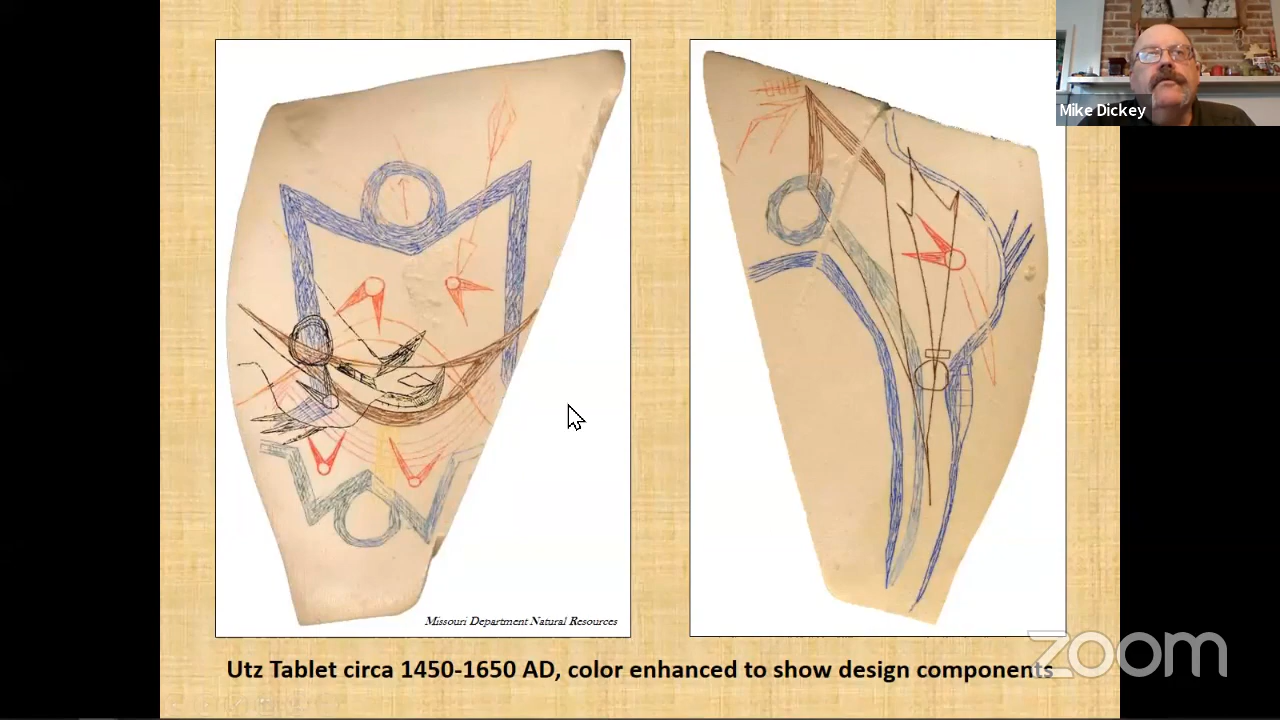 Mike Dickey
Missouri Department Natural Resources
Utz Tablet circa 1450-1650 AD, color enhanced to show design components
zoom